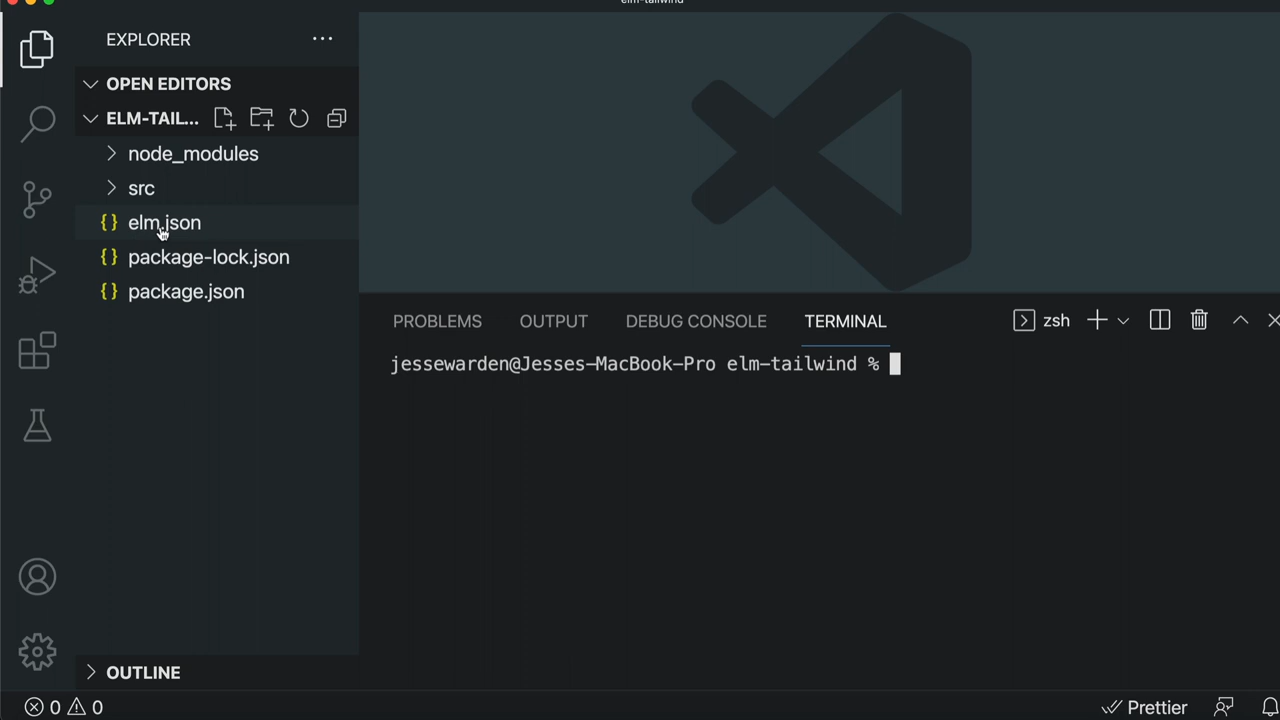 elm-tailwind
EXPLORER
OPEN EDITORS
ELM-TAIL...
node_modules
src
elm.json
package-lock.json
package.json
OUTLINE
PROBLEMS
OUTPUT
DEBUG CONSOLE
TERMINAL
zsh
jessewarden@Jesses-MacBook-Pro elm-tailwind %
0
0
Prettier